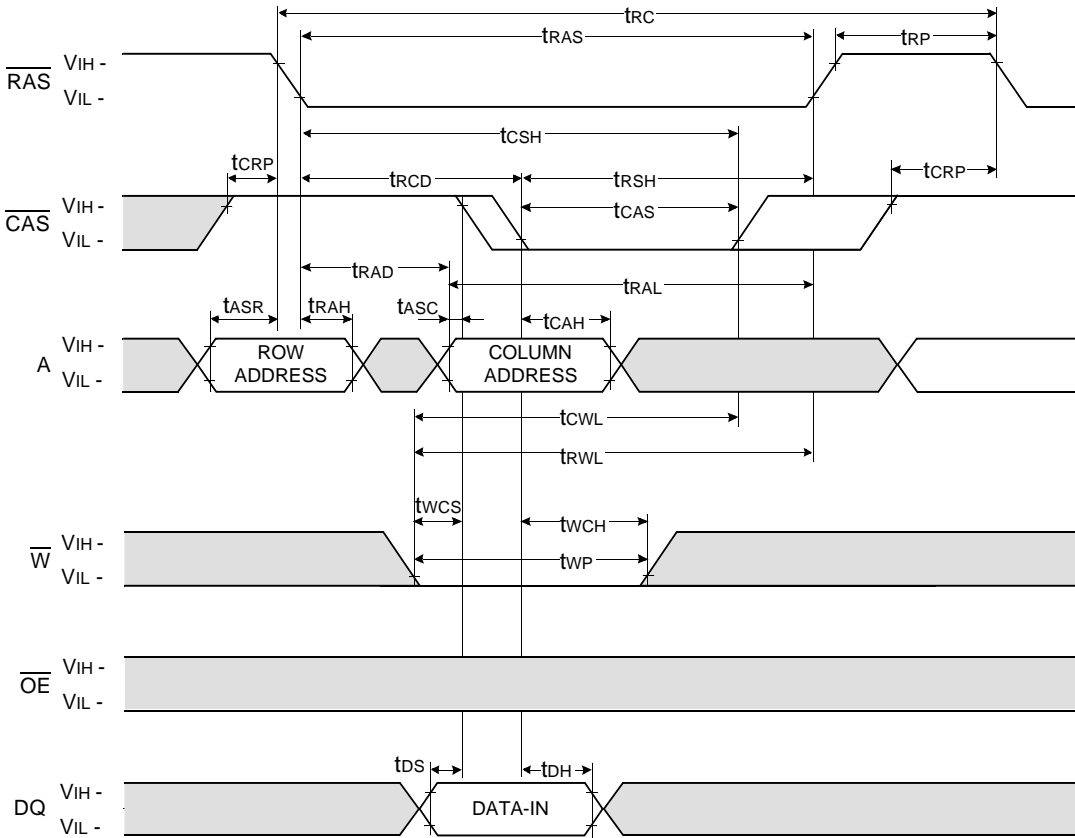 tRC
tRAS
tRP
RAS
VIH -
VIL -
tCSH
tCRP
tRCD
tRSH
tCRP
CAS
VIH -
VIL -
tCAS
tRAD
tRAL
tASR
tRAH
tASC
tCAH
A
VIH -
VIL -
ROW
ADDRESS
COLUMN
ADDRESS
tCWL
tRWL
tWCS
tWCH
W
VIH -
VIL -
tWP
OE
VIH -
VIL -
tDS
tDH
DQ
VIH -
VIL -
DATA-IN